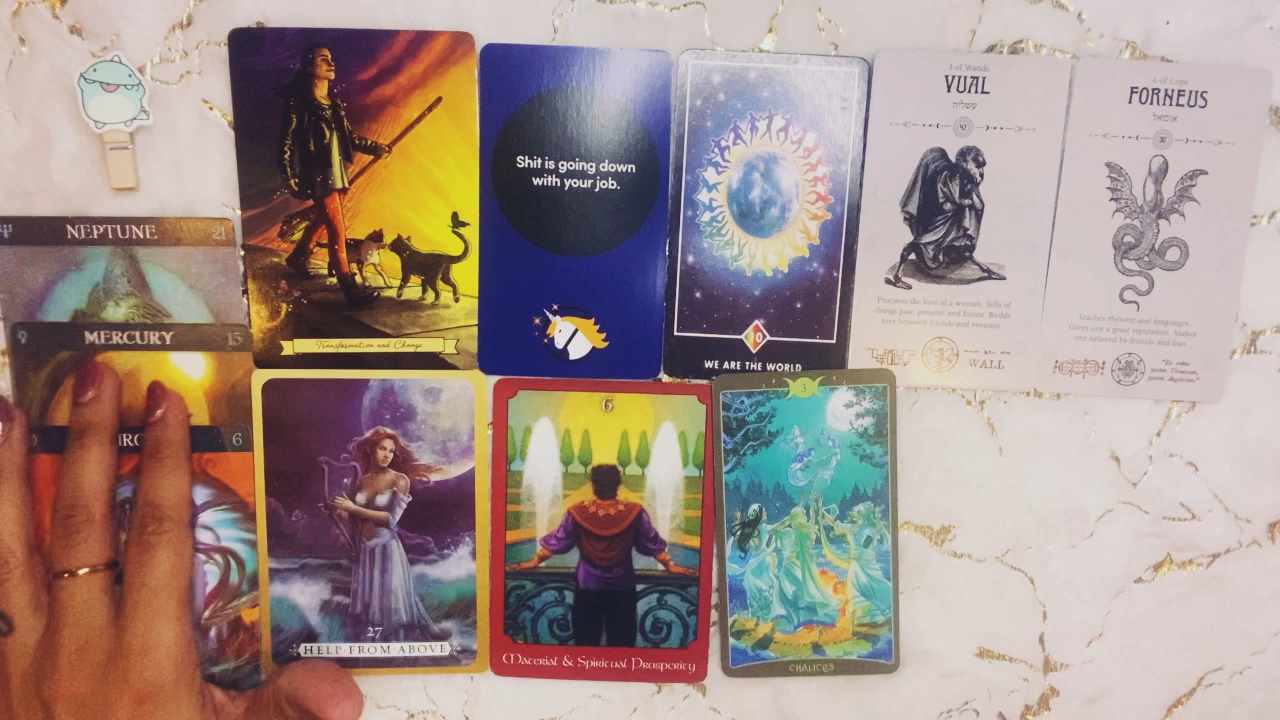 NEPTUNE 21
MERCURY 15
6
Transformation and Change
Shit is going down
with your job.
10
WE ARE THE WORLD
3 of Wands
VUAL
47
Procures the love of a woman. Tells of
things past, present, and future. Builds
love between friends and enemies.
WALL
of Cups
FORNEUS
Teaches rhetoric and languages.
Gives one a good reputation. Makes
one beloved by friends and foes
27
HELP FROM ABOVE
6
Material & Spiritual Prosperity
3
CHALICES